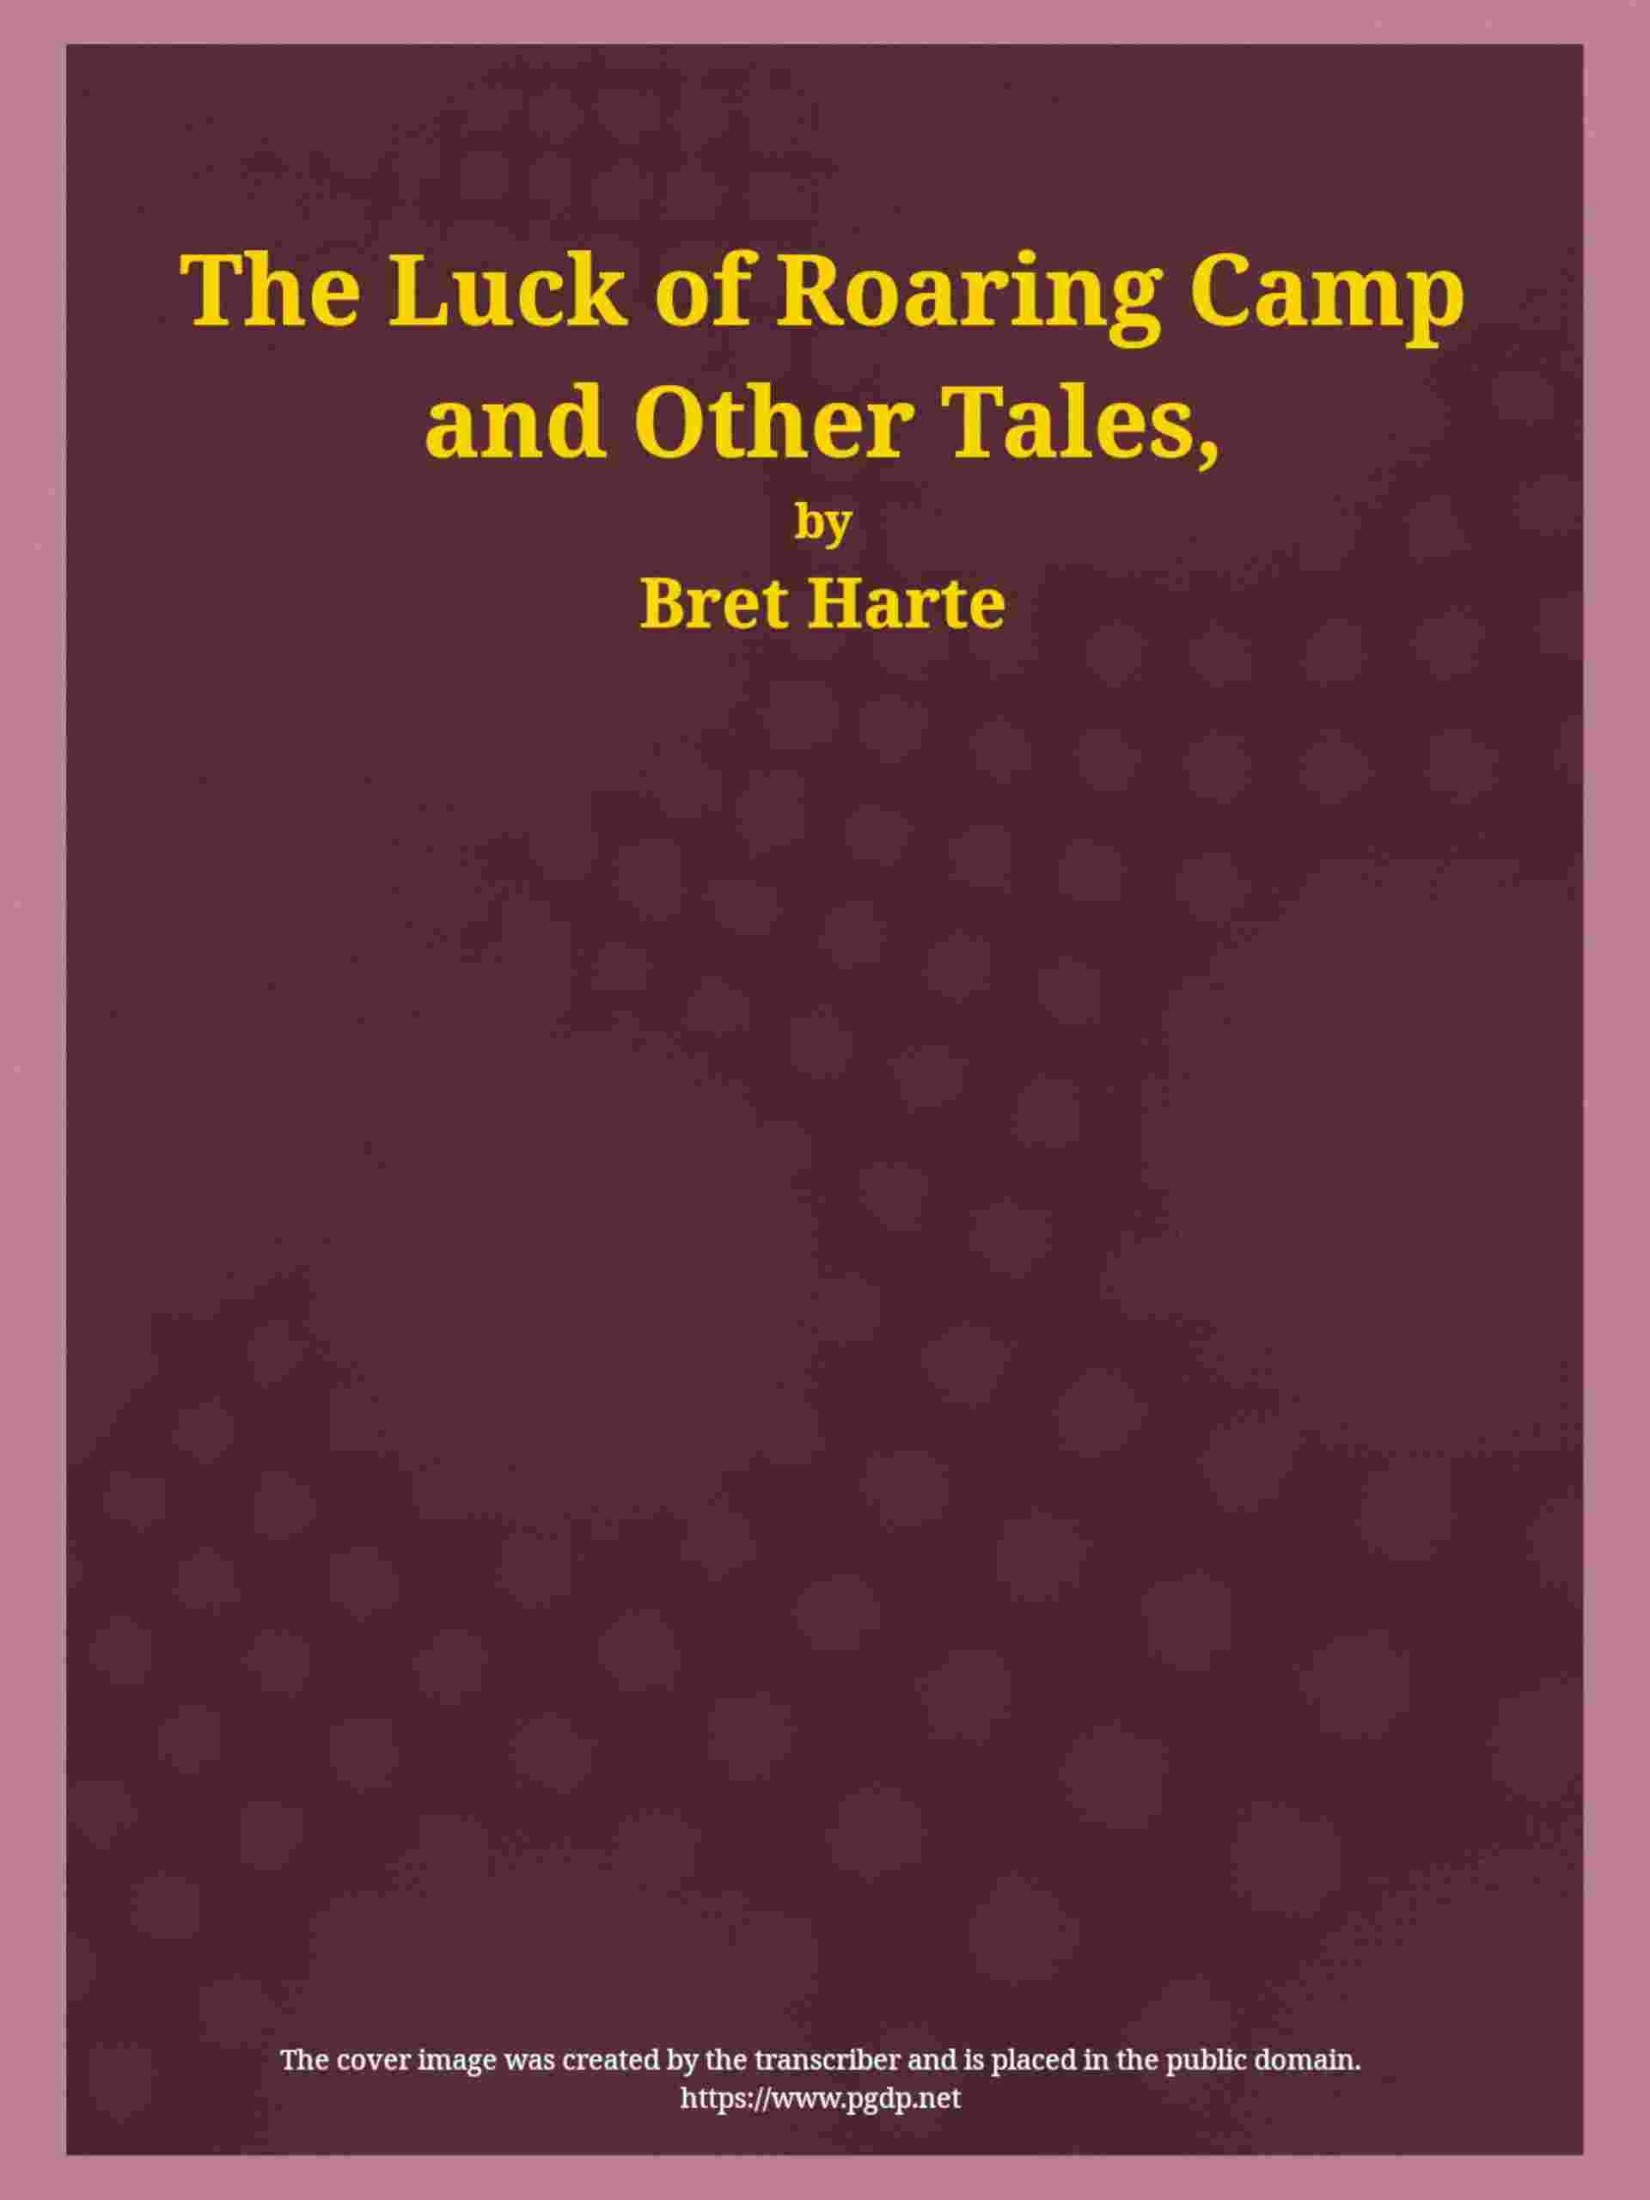 The Luck of Roaring Camp
and Other Tales,
by
Bret Harte
The cover image was created by the transcriber and is placed in the public domain.
https://www.pgdp.net